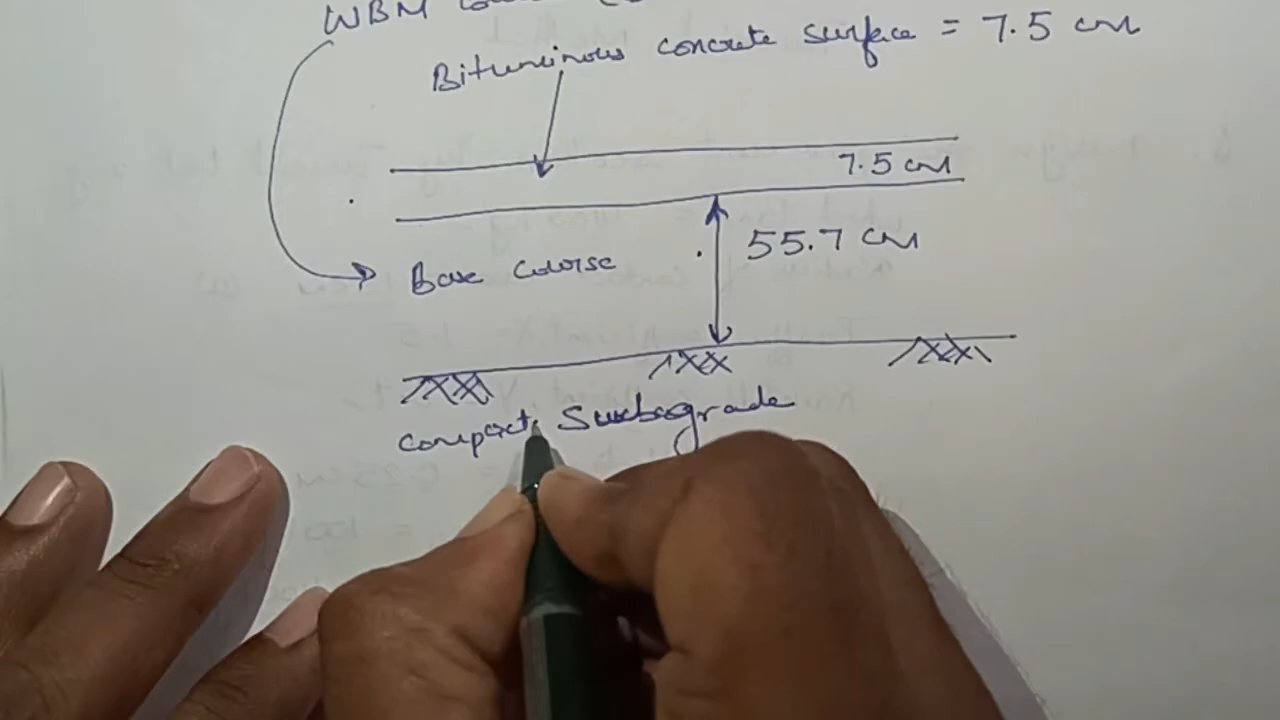 WBM
Bituminous concrete surface = 7.5 cm
7.5 cm
55.7 cm
Base course
Compact Subgrade